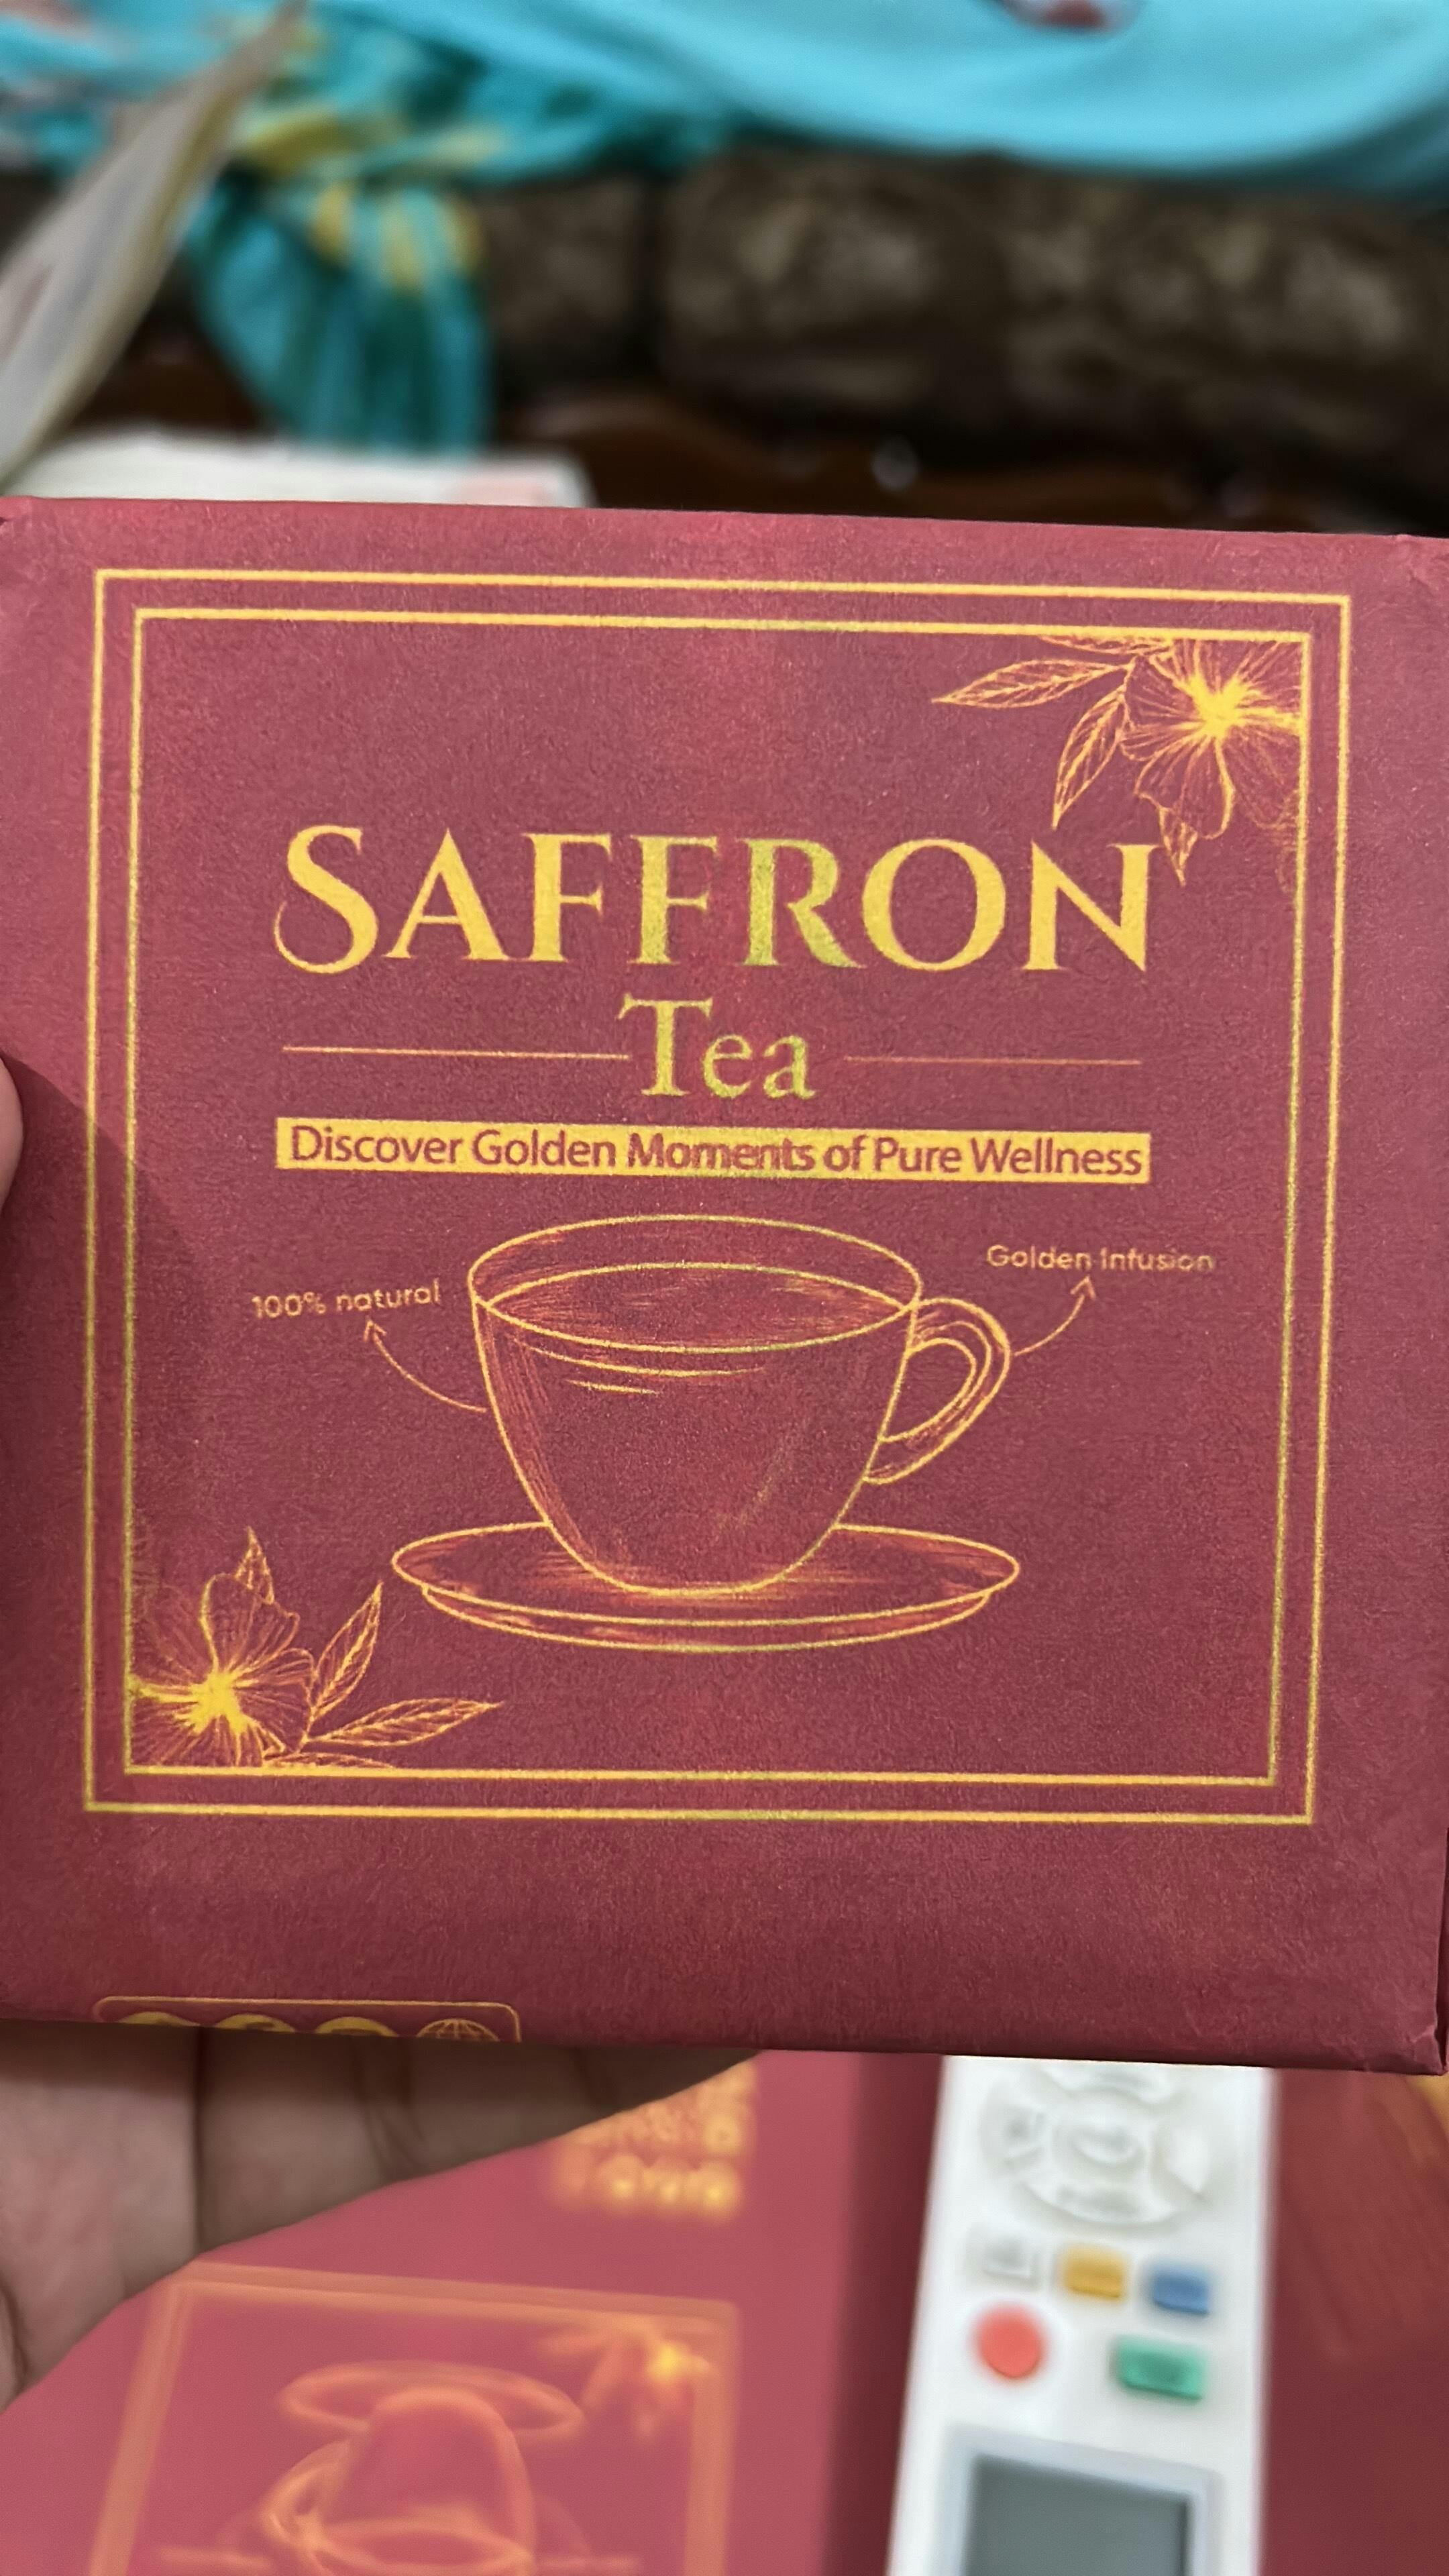 SAFFRON
Tea
Discover Golden Moments of Pure Wellness
100% natural
Golden Infusion